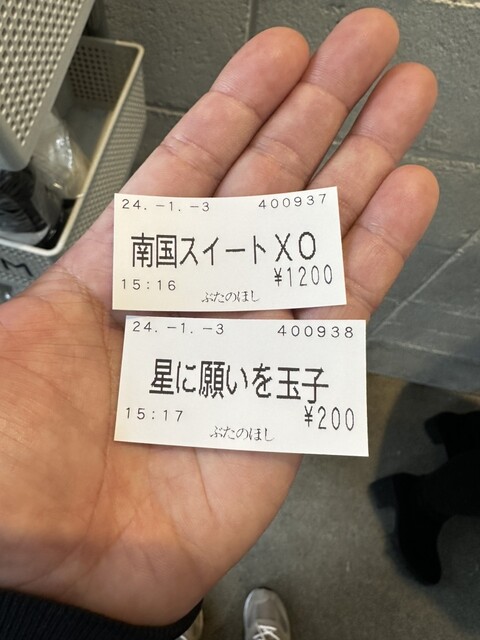 24.-1.-3 400937
南国スイートXO
¥1200
15:16
ぶたのほし
24.-1.-3 400938
星に願いを玉子
15:17 ¥200
ぶたのほし